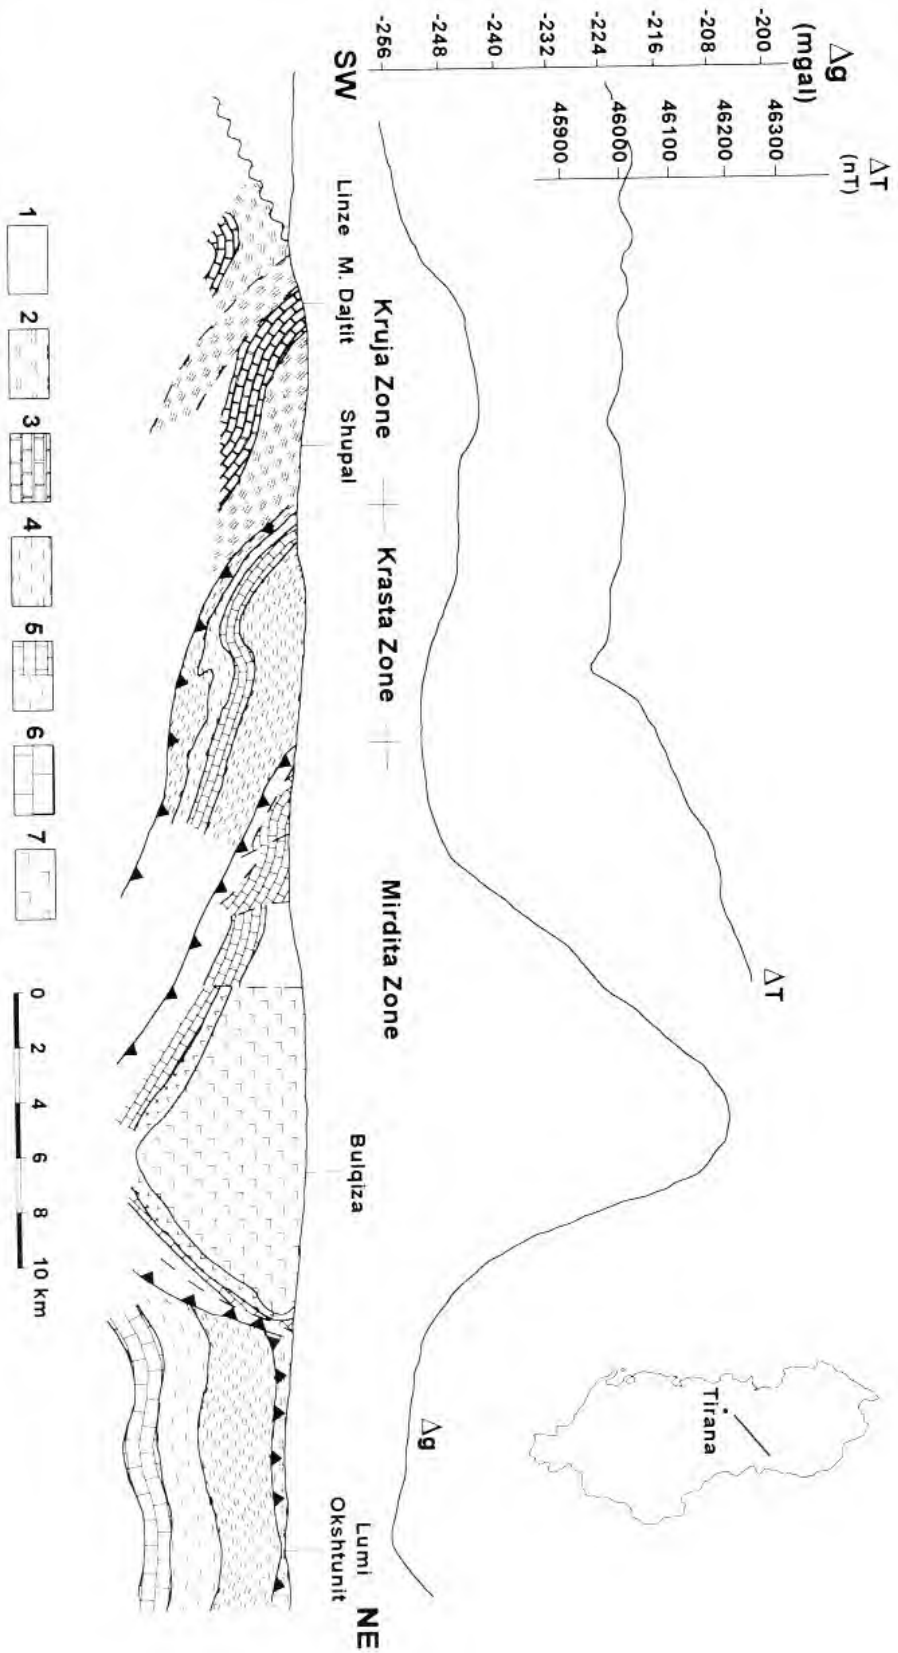 Δg
(mgal)
-200
-208
-216
-224
-232
-240
-248
-256
ΔT
(nT)
46300
46200
46100
46000
45900
ΔT
Δg
Tirana
SW
NE
Kruja Zone
Krasta Zone
Mirdita Zone
Linze
M. Dajtit
Shupal
Bulqiza
Lumi
Okshtunit
1 2 3 4 5 6 7
0 2 4 6 8 10 km